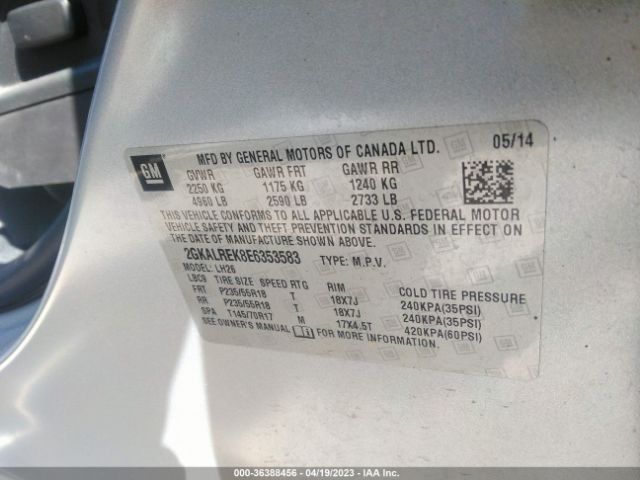 GM
MFD BY GENERAL MOTORS OF CANADA LTD. 05/14
GVWR GAWR FRT GAWR RR
2250 KG 1175 KG 1240 KG
4960 LB 2590 LB 2733 LB
THIS VEHICLE CONFORMS TO ALL APPLICABLE U.S. FEDERAL MOTOR
VEHICLE SAFETY AND THEFT PREVENTION STANDARDS IN EFFECT ON
THE DATE OF MANUFACTURE SHOWN ABOVE.
2GKALREK8E6353583 TYPE: M.P.V.
MODEL: LH26
LBC9 TIRE SIZE SPEED RTG RIM COLD TIRE PRESSURE
FRT P235/55R18 T 18X7J 240KPA(35PSI)
RR P235/55R18 T 18X7J 240KPA(35PSI)
SPA T145/70R17 M 17X4.5T 420KPA(60PSI)
SEE OWNER'S MANUAL FOR MORE INFORMATION.
000-36388456 - 04/19/2023 - IAA Inc.